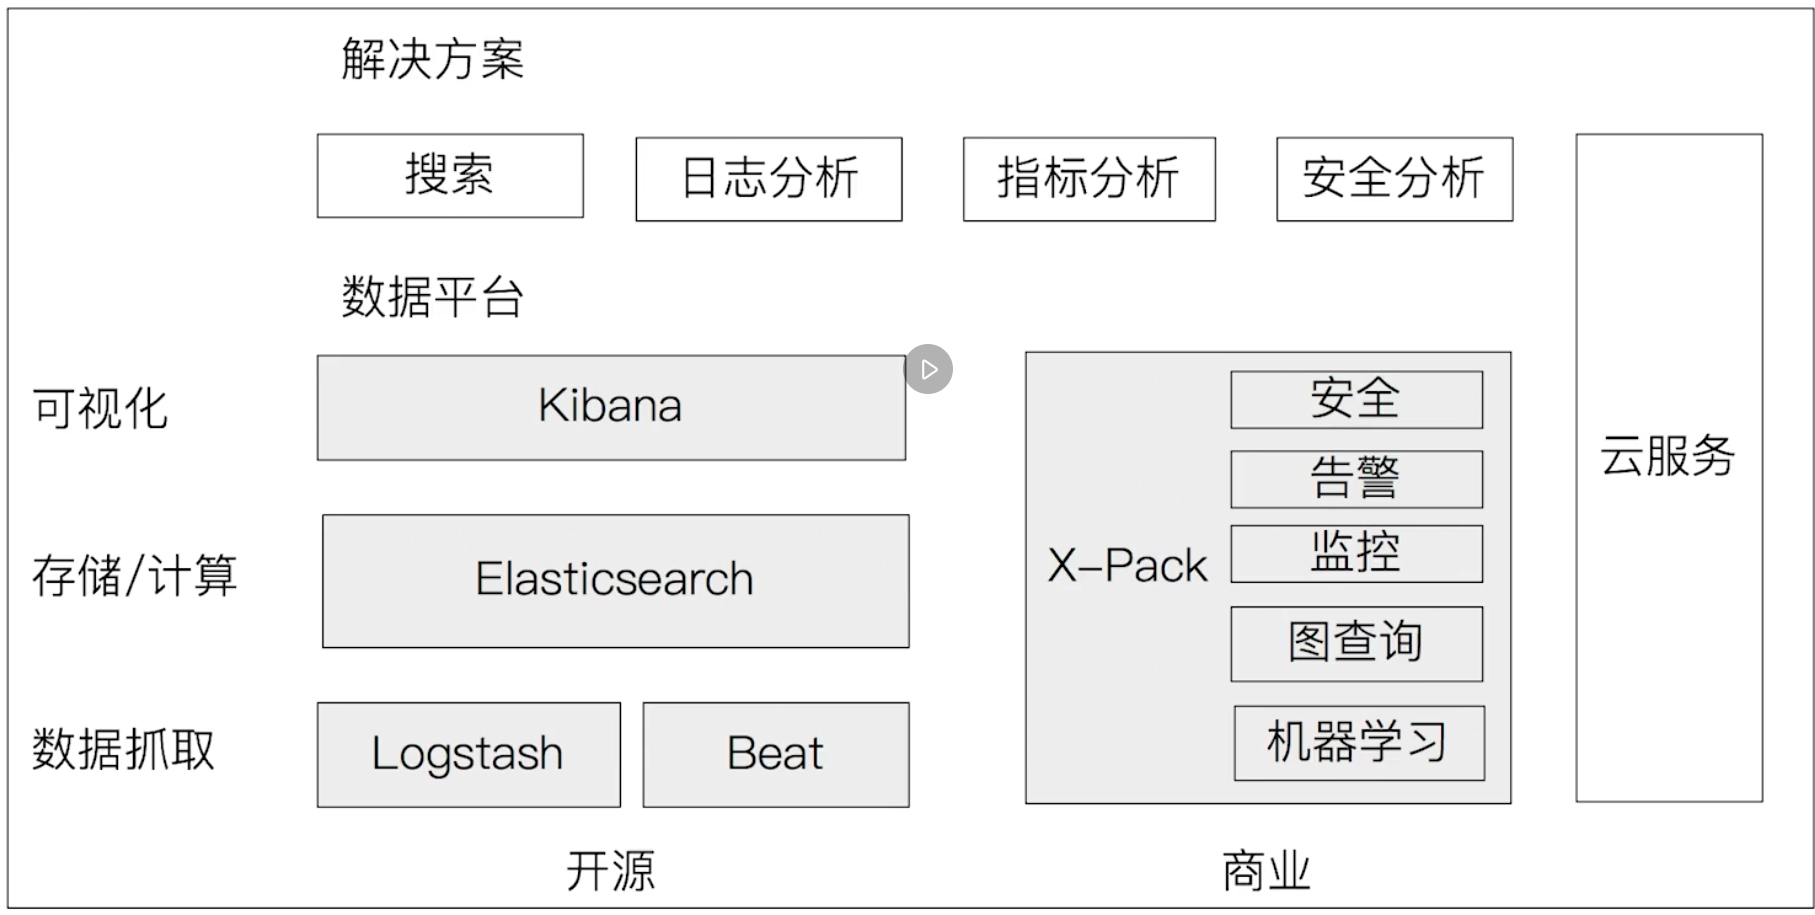 解决方案
搜索
日志分析
指标分析
安全分析
数据平台
可视化
Kibana
存储/计算
Elasticsearch
数据抓取
Logstash
Beat
X-Pack
安全
告警
监控
图查询
机器学习
云服务
开源
商业